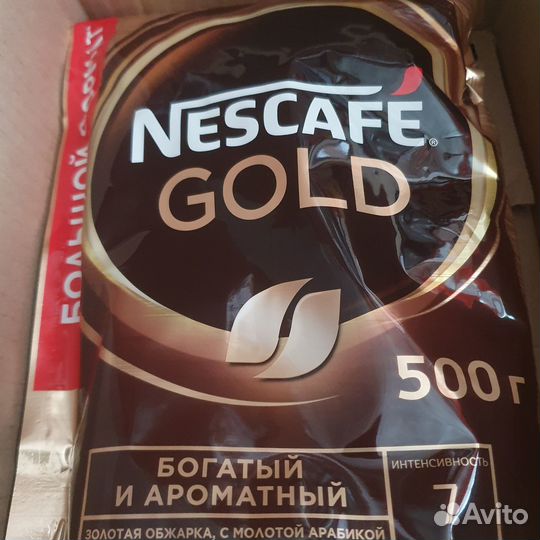 БОЛЬШОЙ ФОРМАТ
NESCAFÉ®
GOLD
500 г
БОГАТЫЙ
И АРОМАТНЫЙ
ИНТЕНСИВНОСТЬ
7
ЗОЛОТАЯ ОБЖАРКА, С МОЛОТОЙ АРАБИКОЙ
Avito